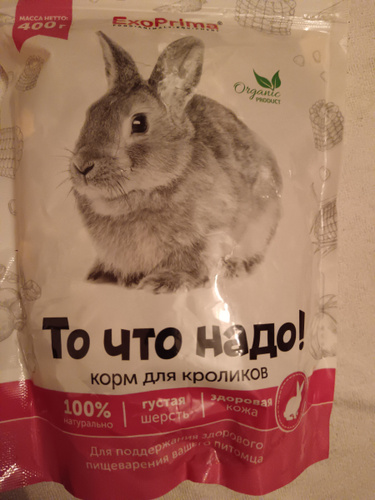 МАССА НЕТТО:
400 г
ExoPrima®
Organic
PRODUCT
То что надо!
корм для кроликов
100%
натурально
густая
шерсть
здоровая
кожа
Для поддержания здорового
пищеварения вашего питомца